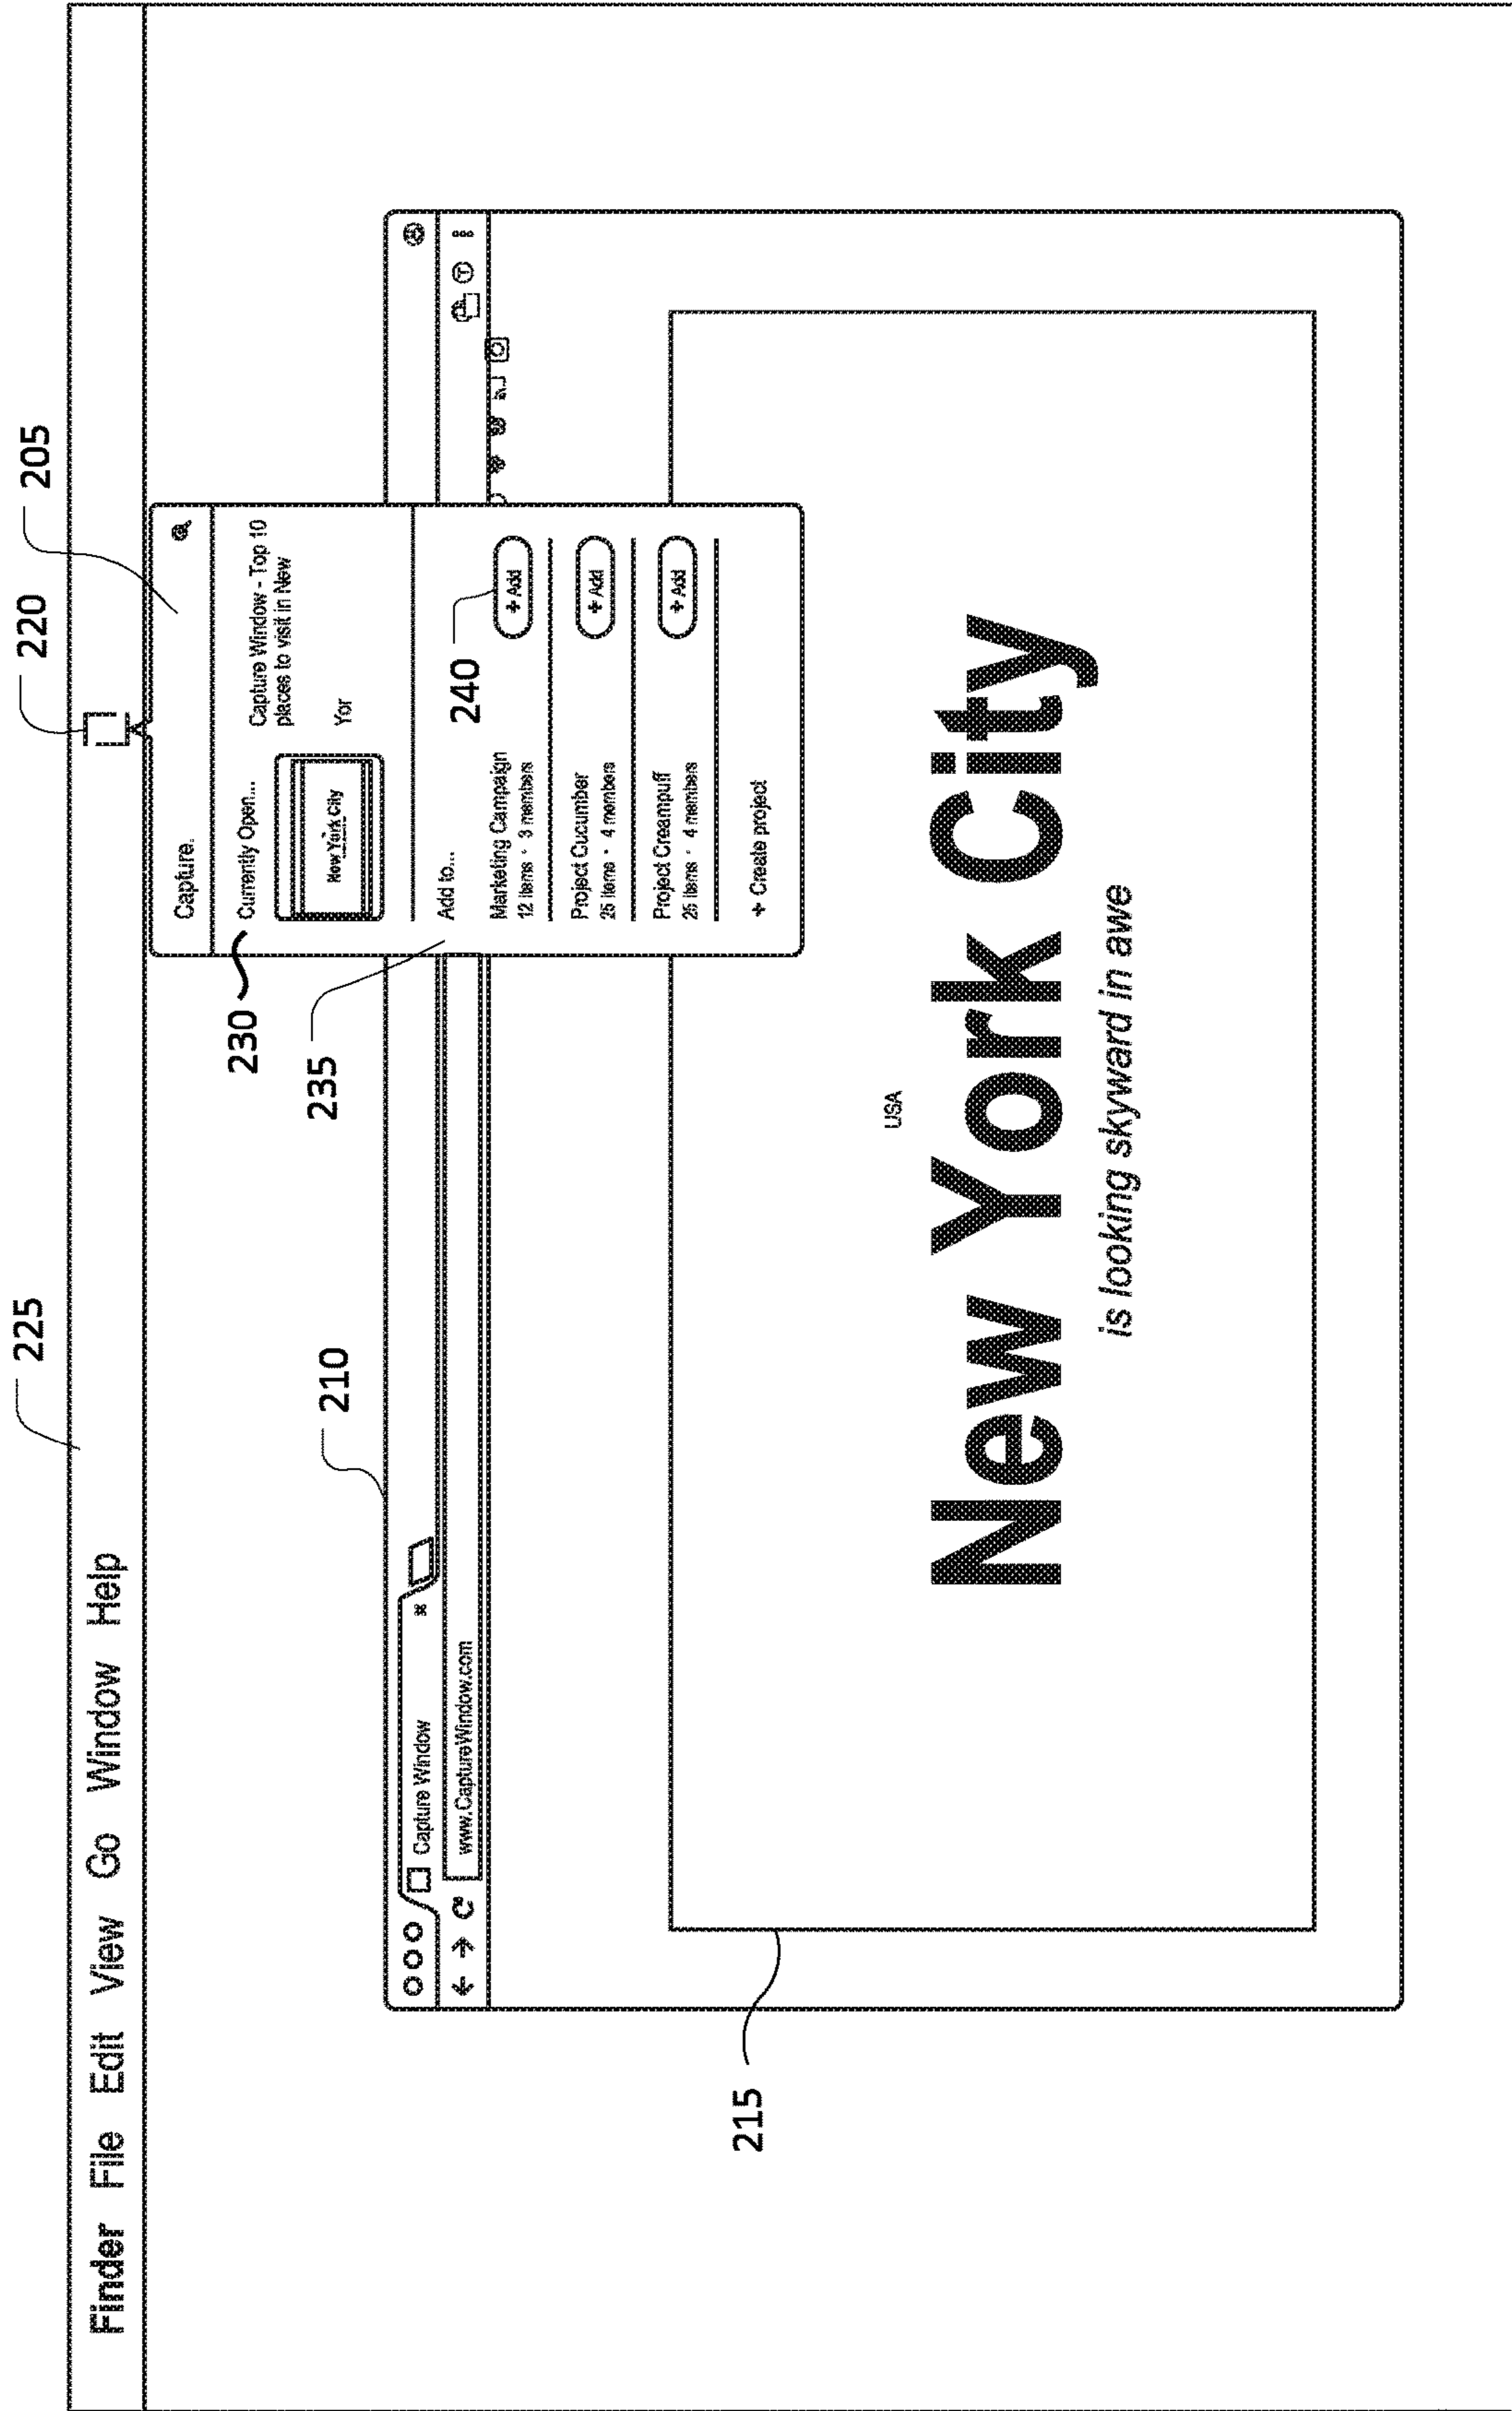 225
220
205
Finder File Edit View Go Window Help
Capture.
230
Currently Open...
Capture Window - Top 10
places to visit in New
Yor
New York City
235
Add to...
240
Marketing Campaign
12 items · 3 members
+ Add
Project Cucumber
25 items · 4 members
+ Add
Project Creampuff
25 items · 4 members
+ Add
+ Create project
210
Capture Window
www.CaptureWindow.com
215
USA
New York City
is looking skyward in awe